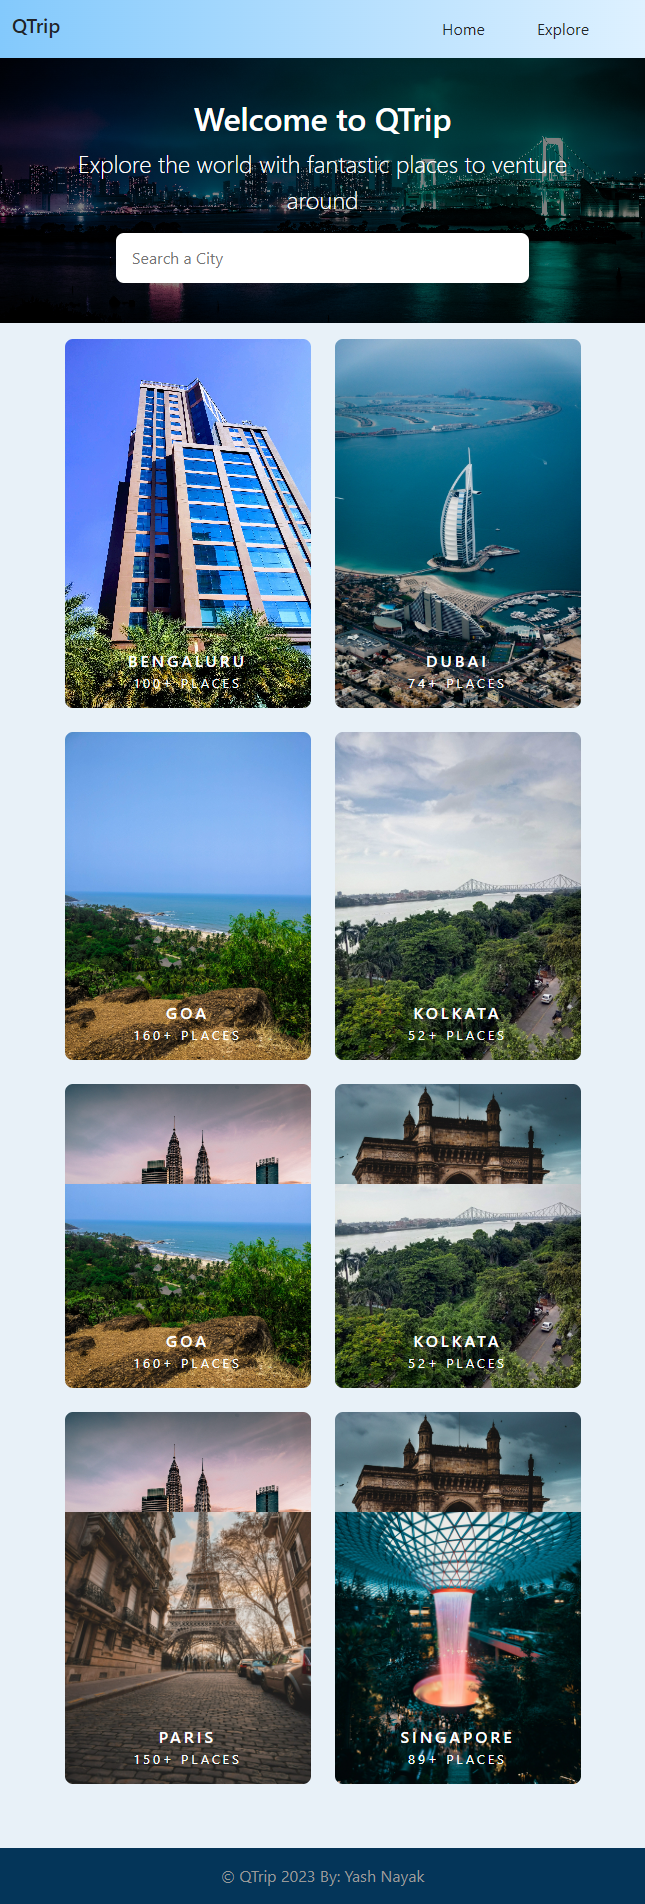 QTrip
Home
Explore
Welcome to QTrip
Explore the world with fantastic places to venture
around
Search a City
BENGALURU
100+ PLACES
DUBAI
74+ PLACES
GOA
160+ PLACES
KOLKATA
52+ PLACES
GOA
160+ PLACES
KOLKATA
52+ PLACES
PARIS
150+ PLACES
SINGAPORE
89+ PLACES
© QTrip 2023 By: Yash Nayak